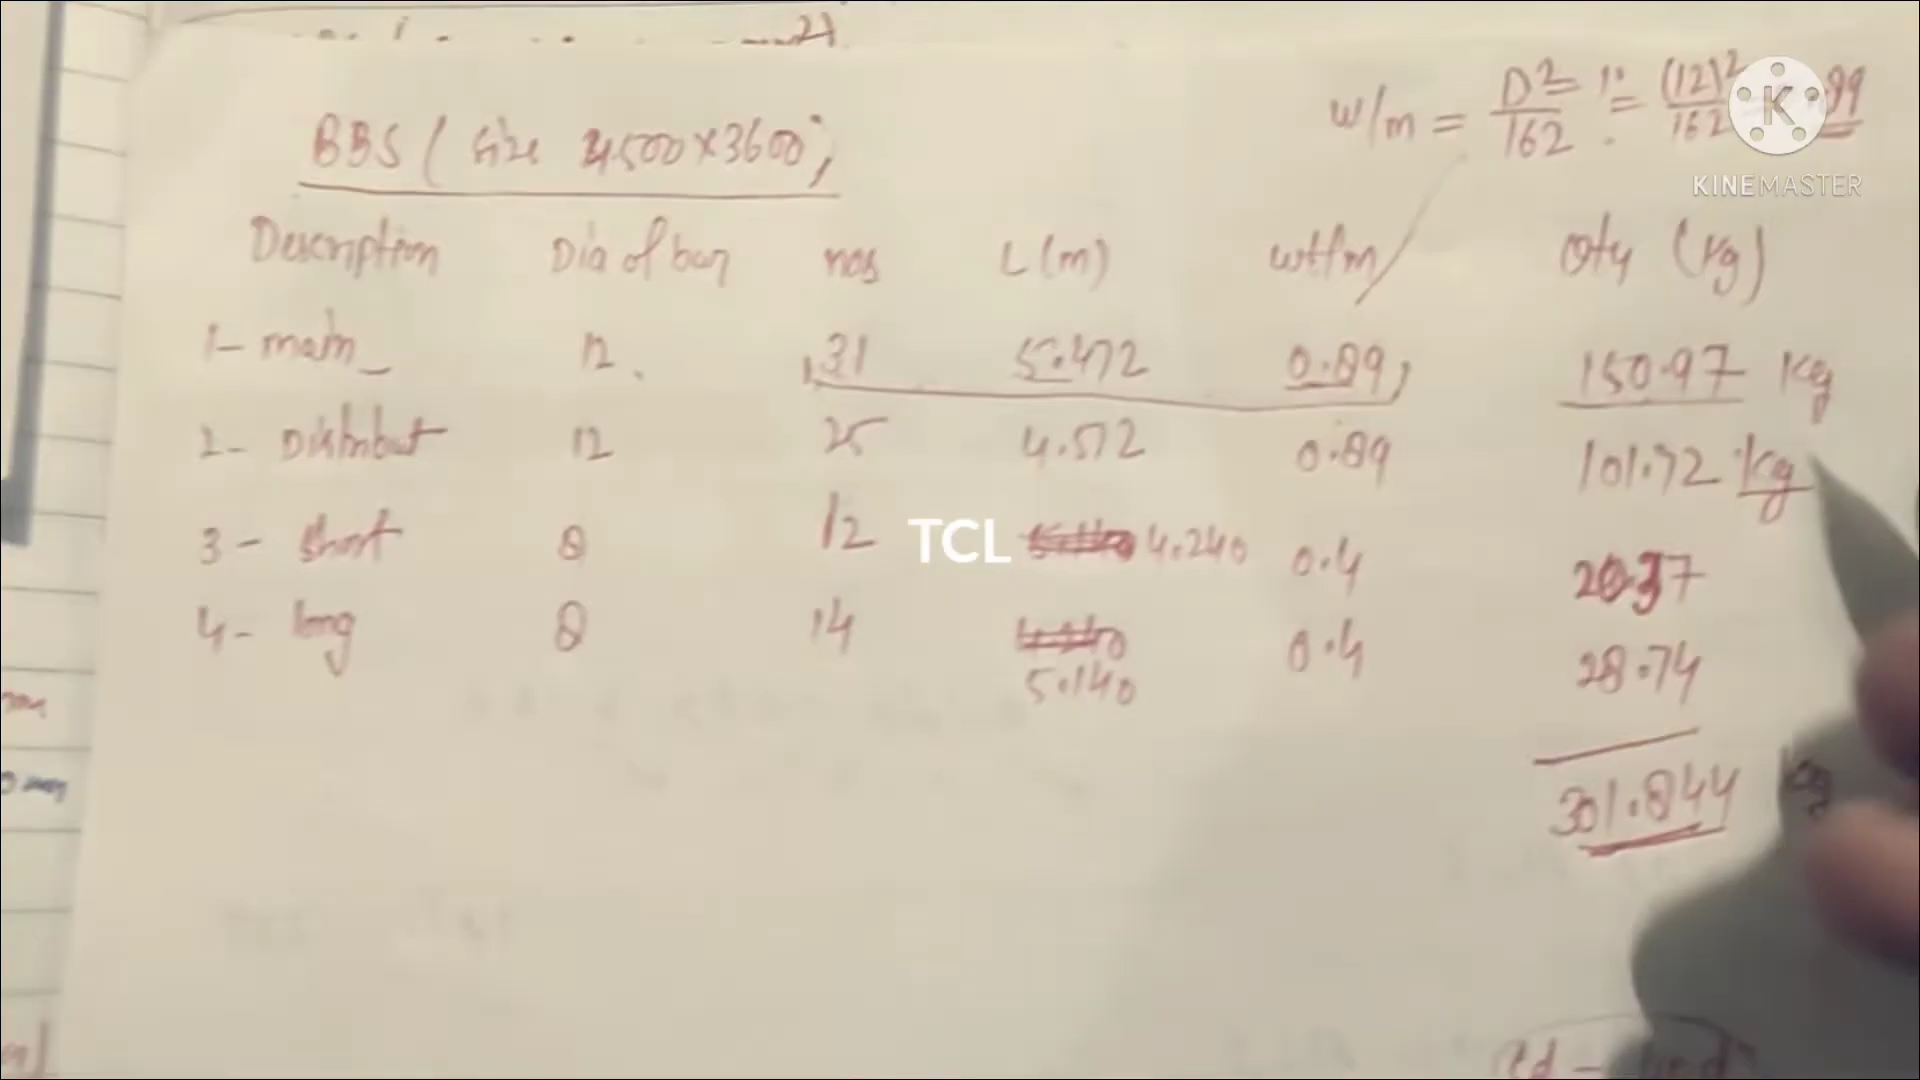 w/m = D²/162 = (12)²/162
KINEMASTER
BBS ( size 4500×3600)
Description Dia of bar nos L(m) wt/m Qty (kg)
1- main 12 31 5.472 0.89 150.97 kg
2- Distribut 12 25 4.572 0.89 101.72 kg
3- short 8 12 4.240 0.4 20.37
TCL
4- long 8 14 5.140 0.4 28.74
301.844 kg